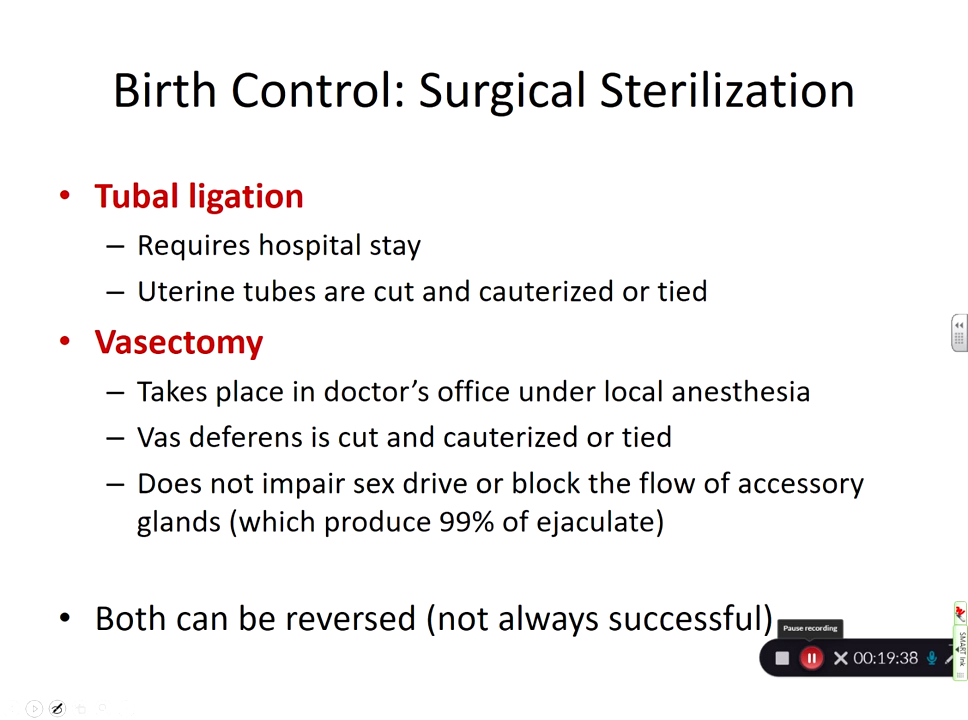 Birth Control: Surgical Sterilization
• Tubal ligation
– Requires hospital stay
– Uterine tubes are cut and cauterized or tied
• Vasectomy
– Takes place in doctor’s office under local anesthesia
– Vas deferens is cut and cauterized or tied
– Does not impair sex drive or block the flow of accessory
glands (which produce 99% of ejaculate)
• Both can be reversed (not always successful)
Pause recording
00:19:38
SMART Ink